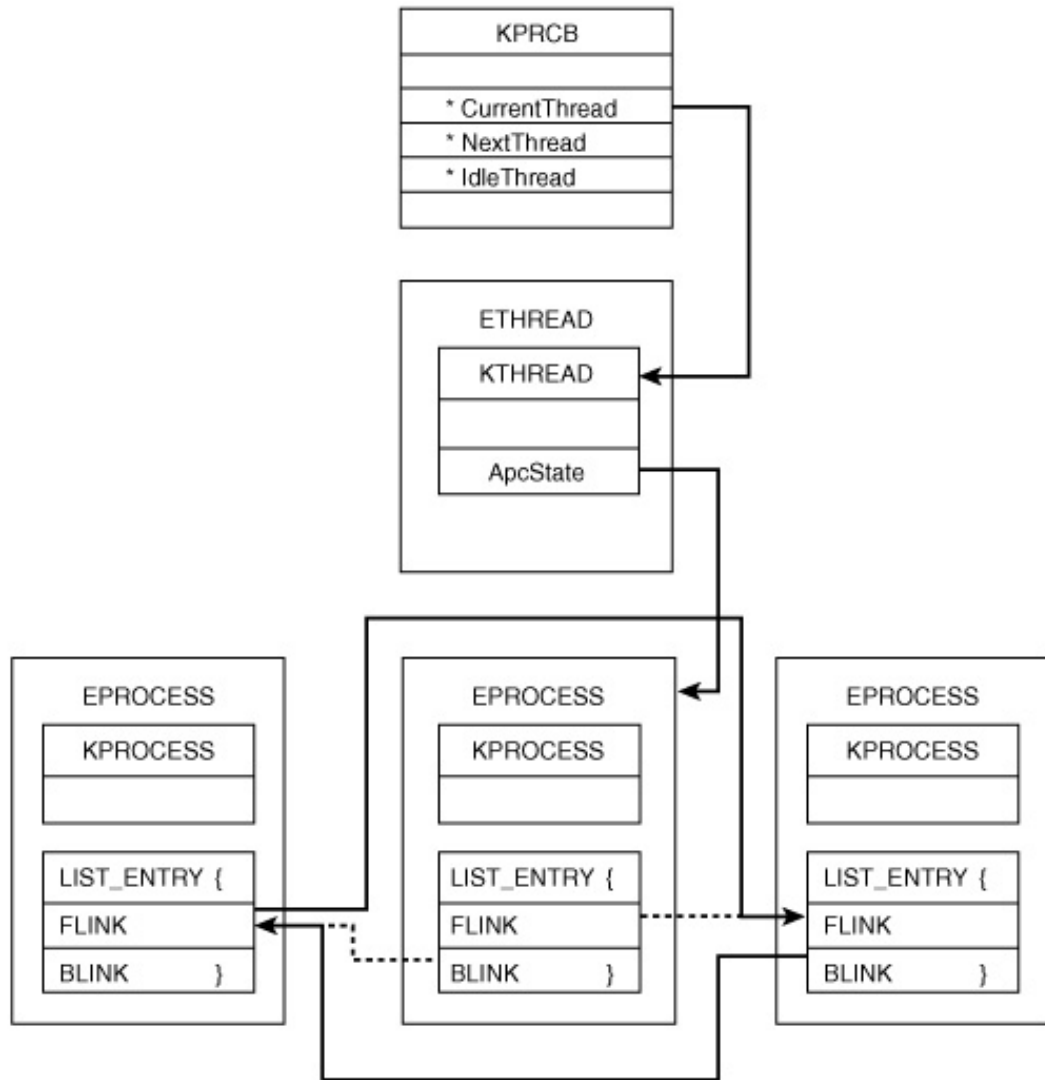 KPRCB
* CurrentThread
* NextThread
* IdleThread
ETHREAD
KTHREAD
ApcState
EPROCESS
KPROCESS
LIST_ENTRY {
FLINK
BLINK }
EPROCESS
KPROCESS
LIST_ENTRY {
FLINK
BLINK }
EPROCESS
KPROCESS
LIST_ENTRY {
FLINK
BLINK }